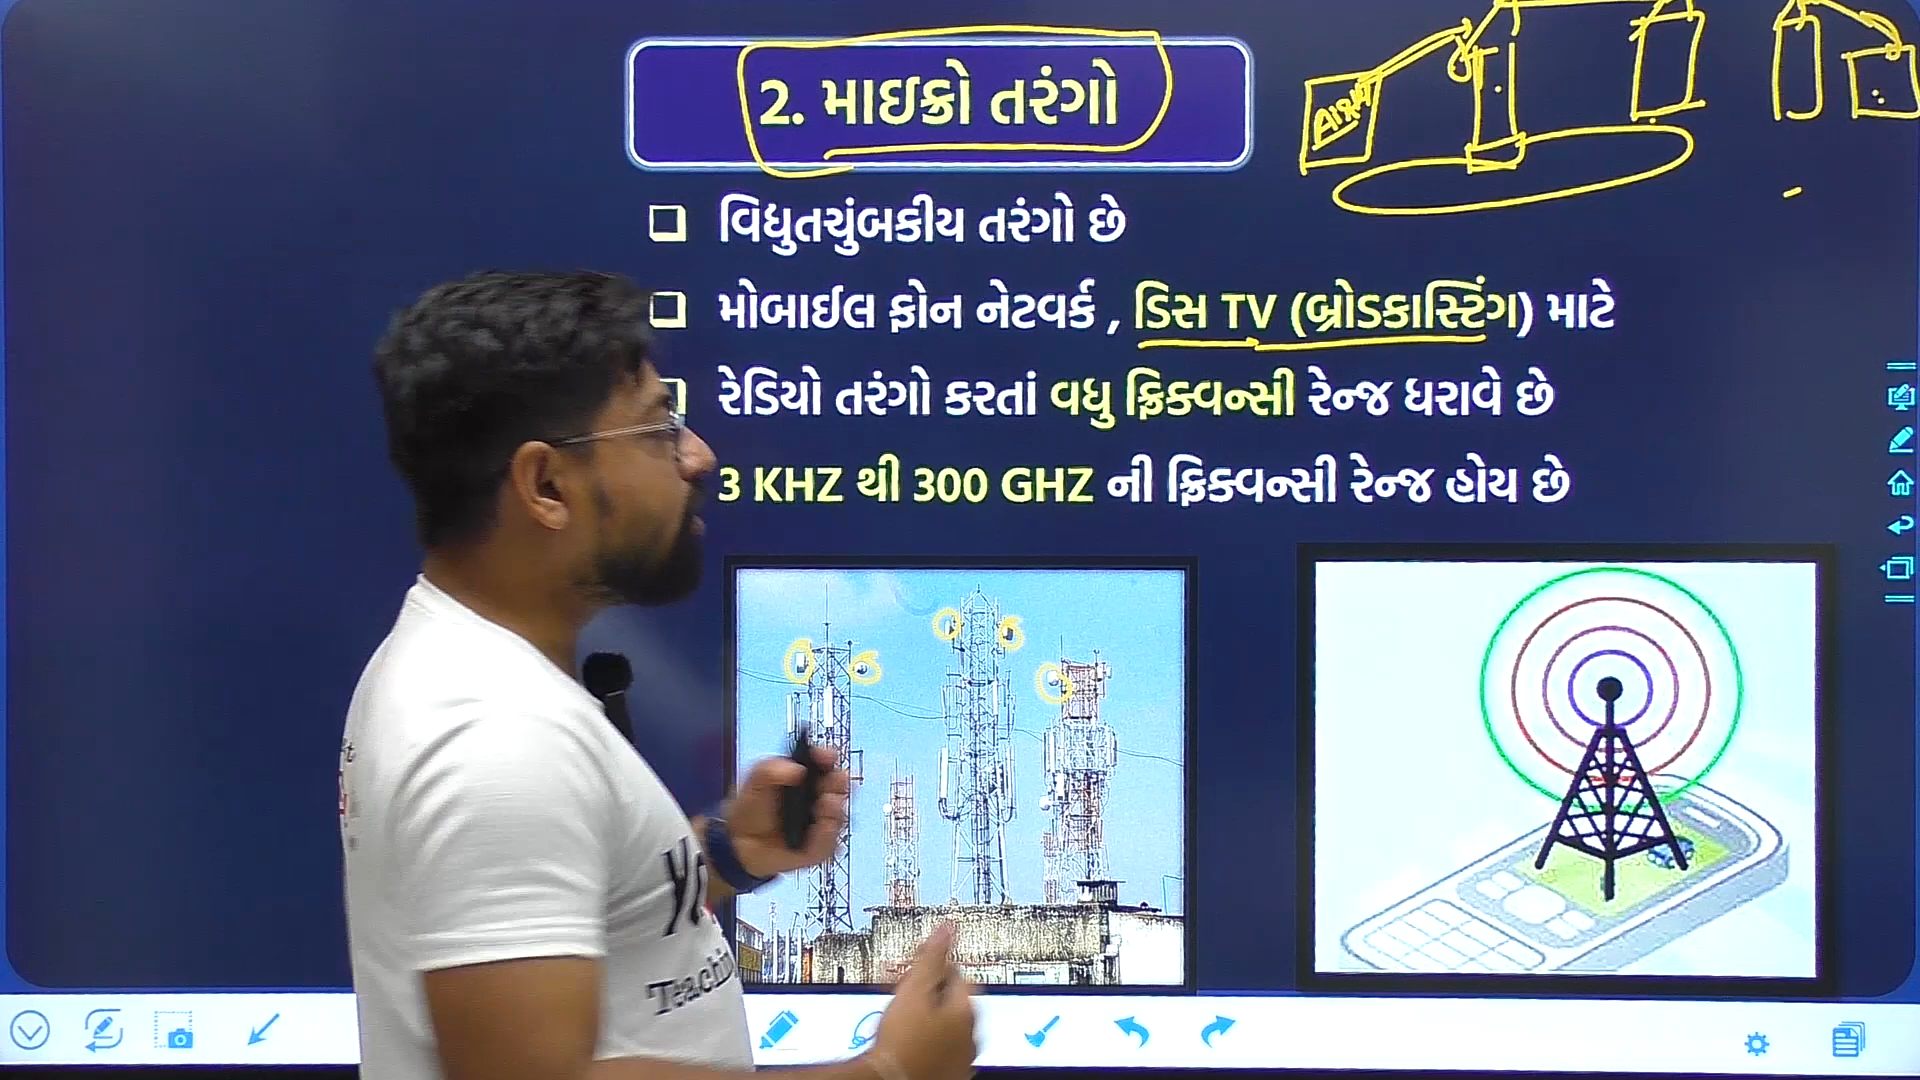 2. માઇક્રો તરંગો
AIRNT
વિદ્યુતચુંબકીય તરંગો છે
મોબાઈલ ફોન નેટવર્ક , ડિસ TV (બ્રોડકાસ્ટિંગ) માટે
રેડિયો તરંગો કરતાં વધુ ફ્રિક્વન્સી રેન્જ ધરાવે છે
3 KHZ થી 300 GHZ ની ફ્રિક્વન્સી રેન્જ હોય છે